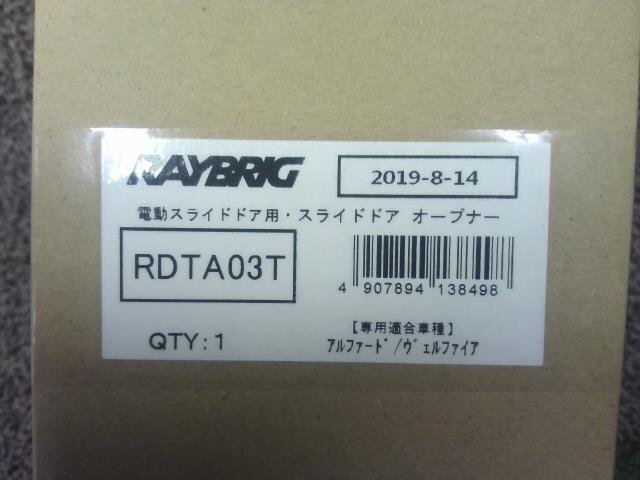 RAYBRIG
2019-8-14
電動スライドドア用・スライドドア オープナー
RDTA03T
4 907894 138498
QTY:1
【専用適合車種】
ｱﾙﾌｧｰﾄﾞ/ｳﾞｪﾙﾌｧｲｱ